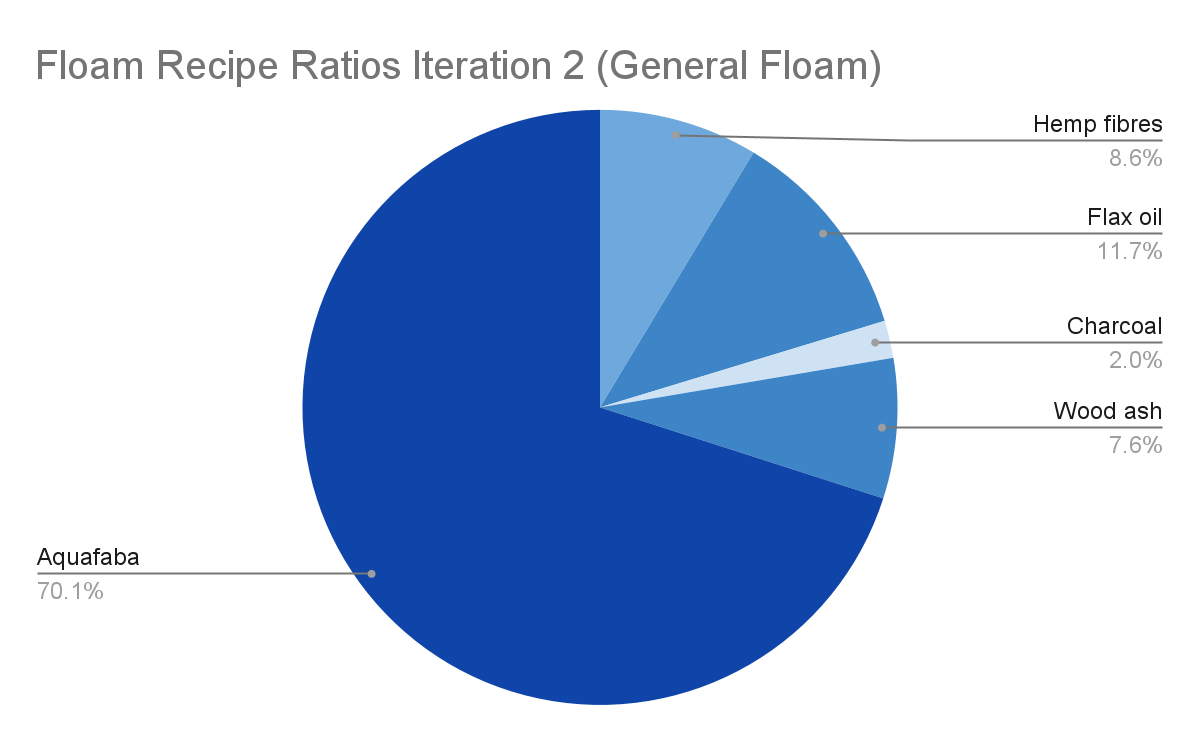 Floam Recipe Ratios Iteration 2 (General Floam)
Hemp fibres
8.6%
Flax oil
11.7%
Charcoal
2.0%
Wood ash
7.6%
Aquafaba
70.1%